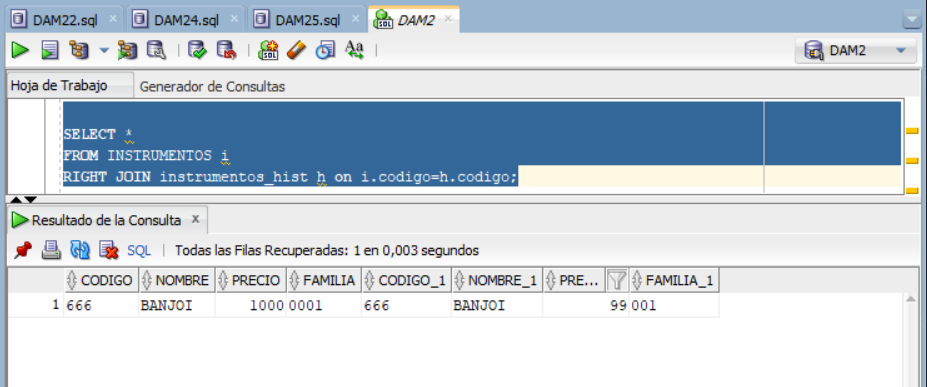 DAM22.sql × DAM24.sql × DAM25.sql × DAM2 ×
DAM2
Hoja de Trabajo Generador de Consultas
SELECT *
FROM INSTRUMENTOS i
RIGHT JOIN instrumentos_hist h on i.codigo=h.codigo;
Resultado de la Consulta x
SQL | Todas las Filas Recuperadas: 1 en 0,003 segundos
CODIGO NOMBRE PRECIO FAMILIA CODIGO_1 NOMBRE_1 PRE... FAMILIA_1
1 666 BANJOI 1000 0001 666 BANJOI 99 001